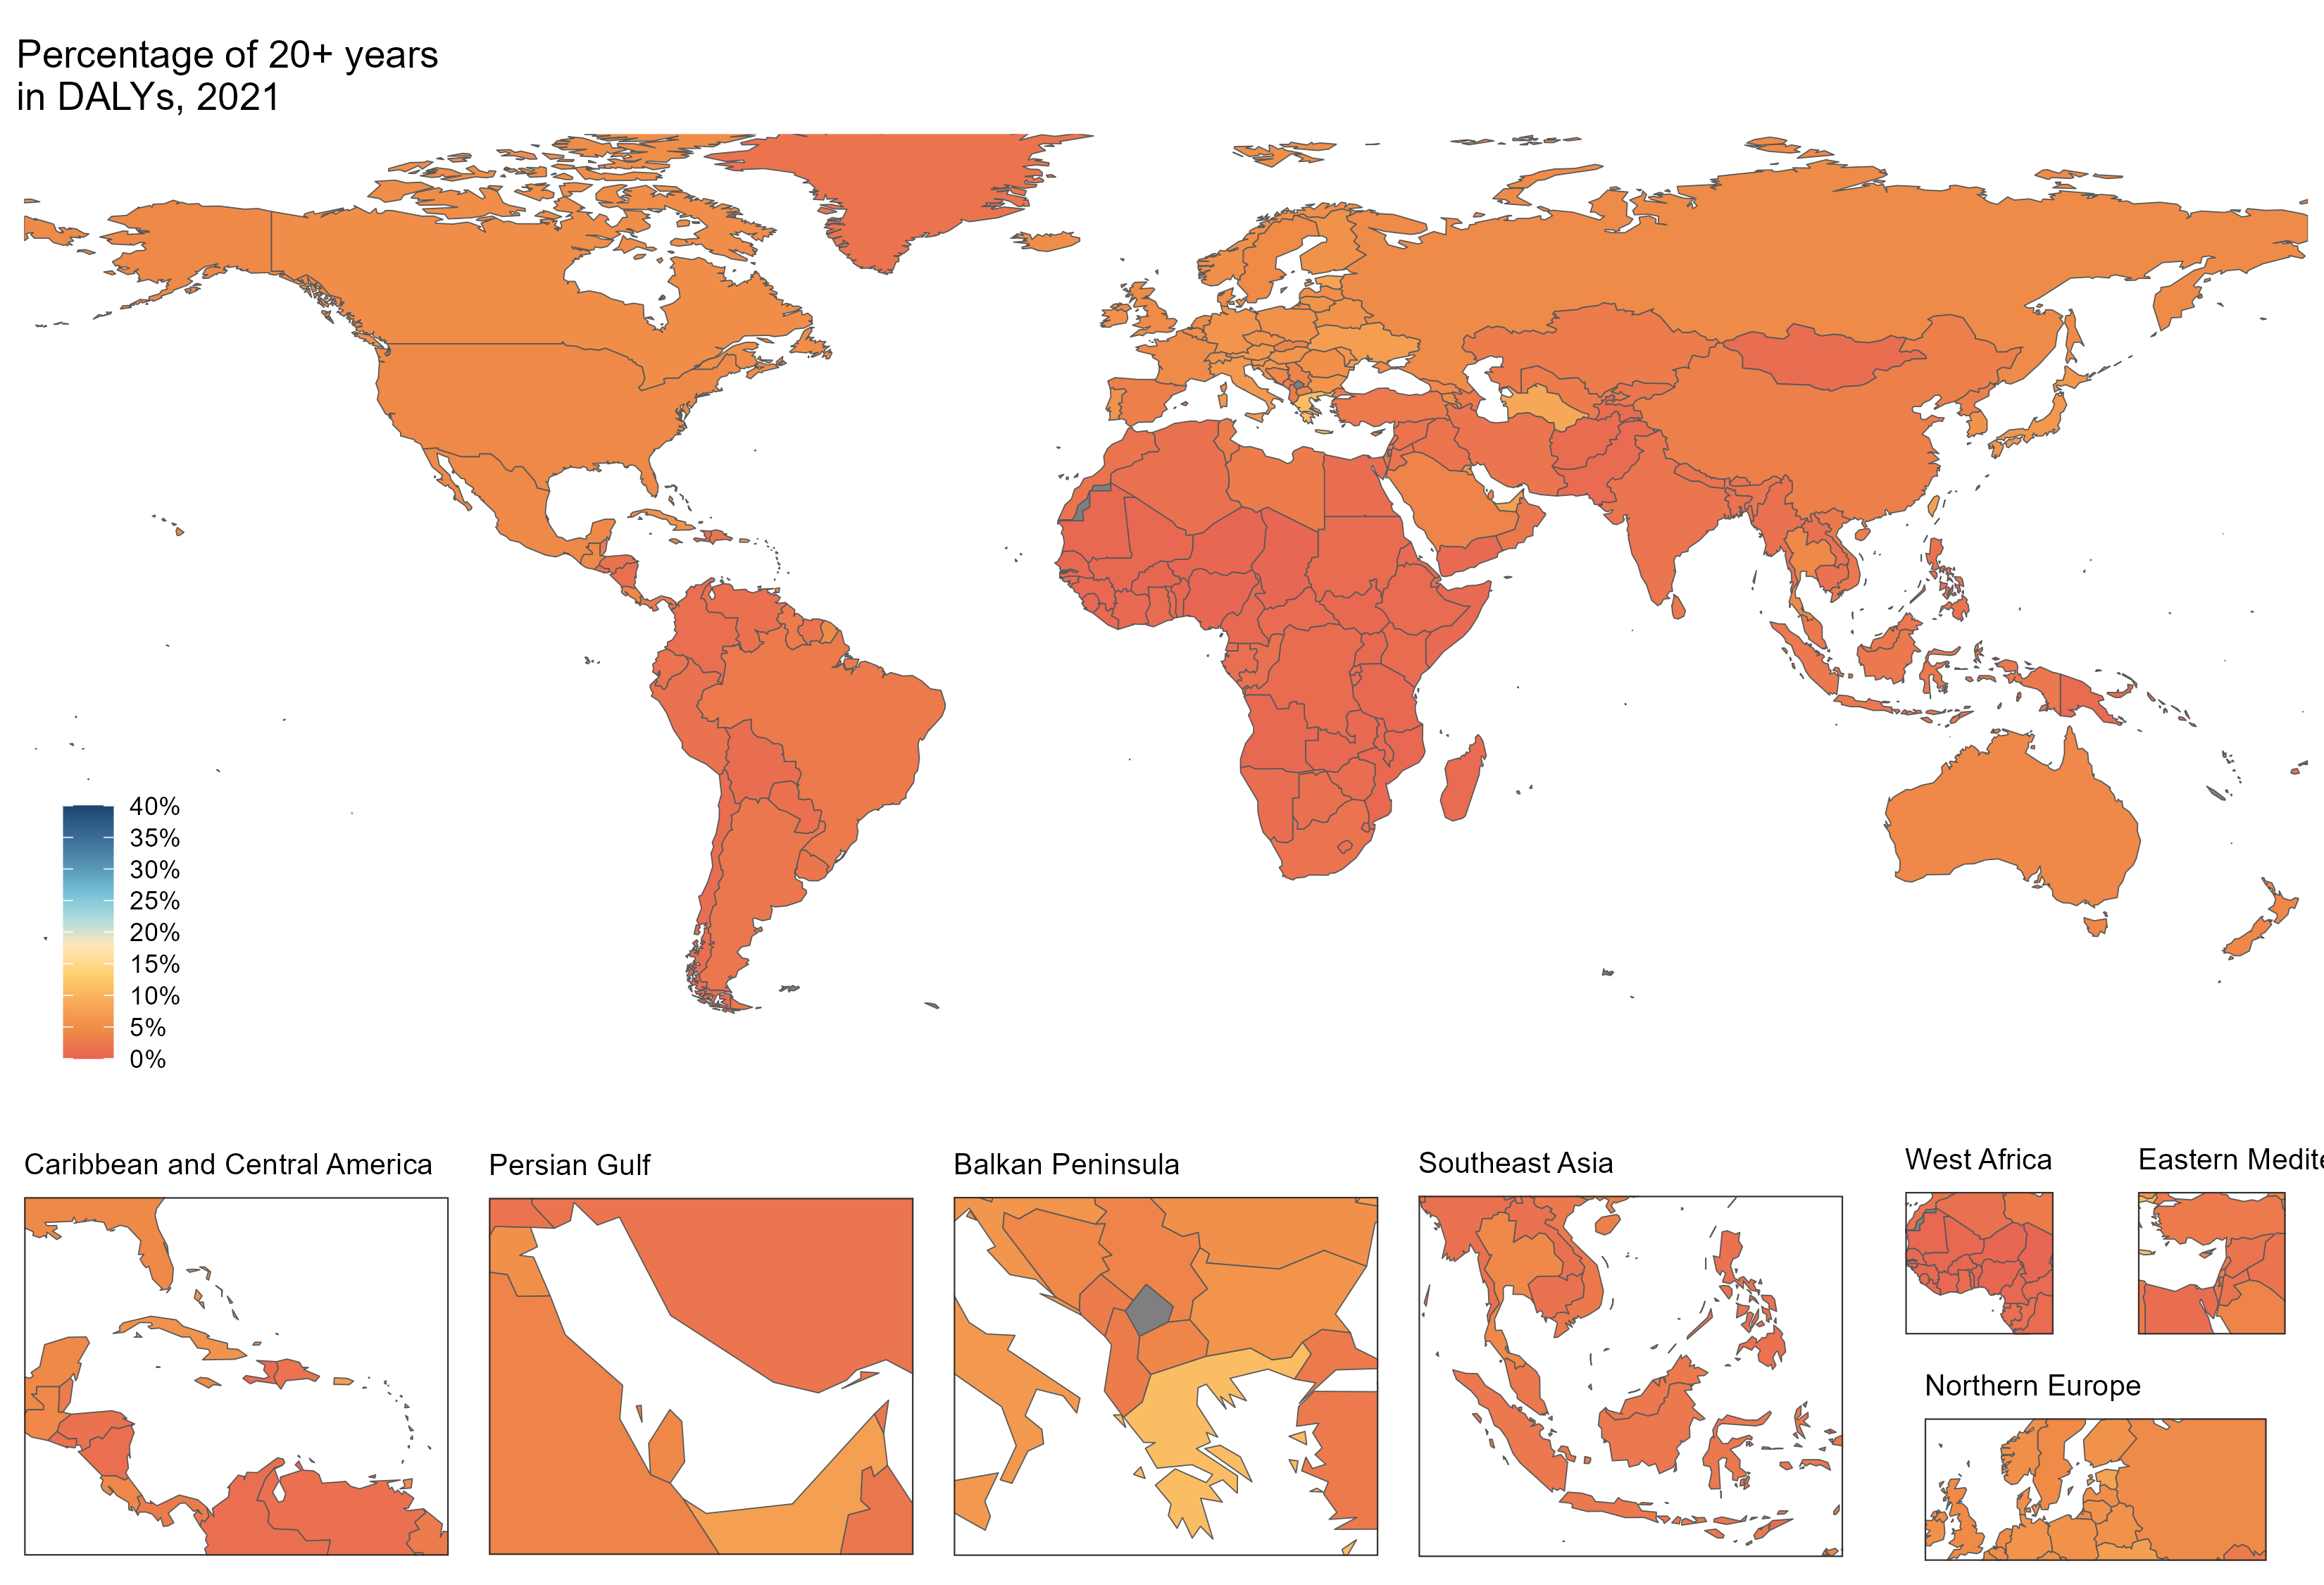 Percentage of 20+ years
in DALYs, 2021
40%
35%
30%
25%
20%
15%
10%
5%
0%
Caribbean and Central America
Persian Gulf
Balkan Peninsula
Southeast Asia
West Africa
Eastern Medite
Northern Europe